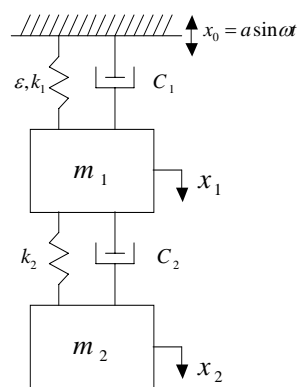 x₀ = a sin ωt
ε, k₁
C₁
m₁
x₁
k₂
C₂
m₂
x₂